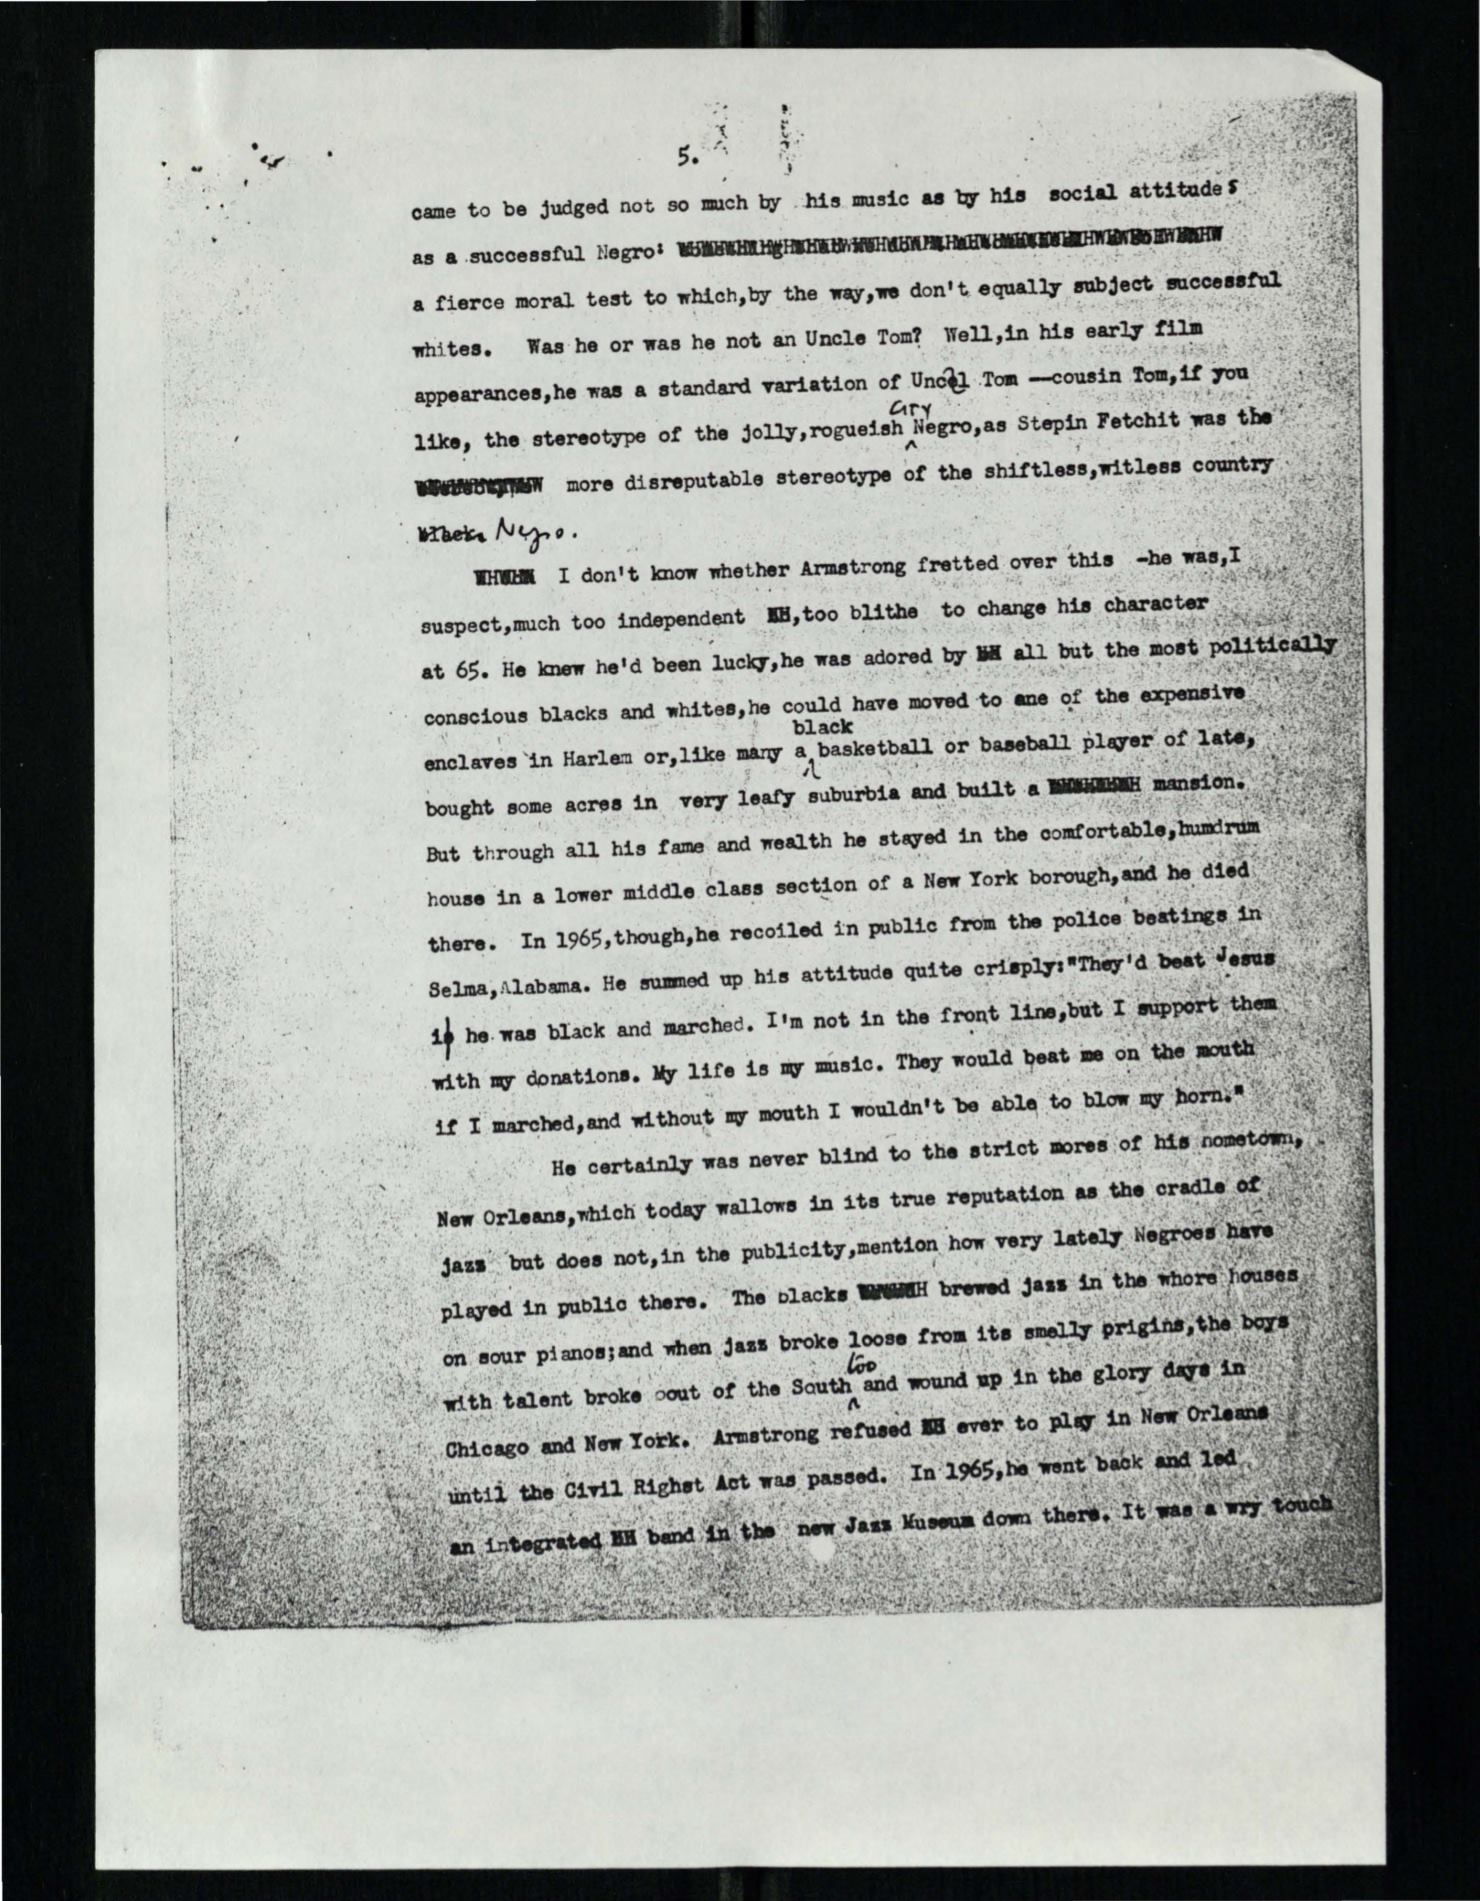 5.
came to be judged not so much by his music as by his social attitudes
as a successful Negro:
a fierce moral test to which,by the way,we don't equally subject successful
whites. Was he or was he not an Uncle Tom? Well,in his early film
appearances,he was a standard variation of Uncel Tom —cousin Tom,if you
like, the stereotype of the jolly,rogueish city Negro,as Stepin Fetchit was the
more disreputable stereotype of the shiftless,witless country
black. Negro.
I don't know whether Armstrong fretted over this -he was,I
suspect,much too independent ,too blithe to change his character
at 65. He knew he'd been lucky,he was adored by all but the most politically
conscious blacks and whites,he could have moved to one of the expensive
black
enclaves in Harlem or,like many a basketball or baseball player of late,
bought some acres in very leafy suburbia and built a mansion.
But through all his fame and wealth he stayed in the comfortable,humdrum
house in a lower middle class section of a New York borough,and he died
there. In 1965,though,he recoiled in public from the police beatings in
Selma,Alabama. He summed up his attitude quite crisply:"They'd beat Jesus
if he was black and marched. I'm not in the front line,but I support them
with my donations. My life is my music. They would beat me on the mouth
if I marched,and without my mouth I wouldn't be able to blow my horn."
He certainly was never blind to the strict mores of his hometown,
New Orleans,which today wallows in its true reputation as the cradle of
jazz but does not,in the publicity,mention how very lately Negroes have
played in public there. The blacks brewed jazz in the whore houses
on sour pianos;and when jazz broke loose from its smelly prigins,the boys
too
with talent broke oout of the South and wound up in the glory days in
Chicago and New York. Armstrong refused ever to play in New Orleans
until the Civil Righst Act was passed. In 1965,he went back and led
an integrated band in the new Jazz Museum down there. It was a wry touch